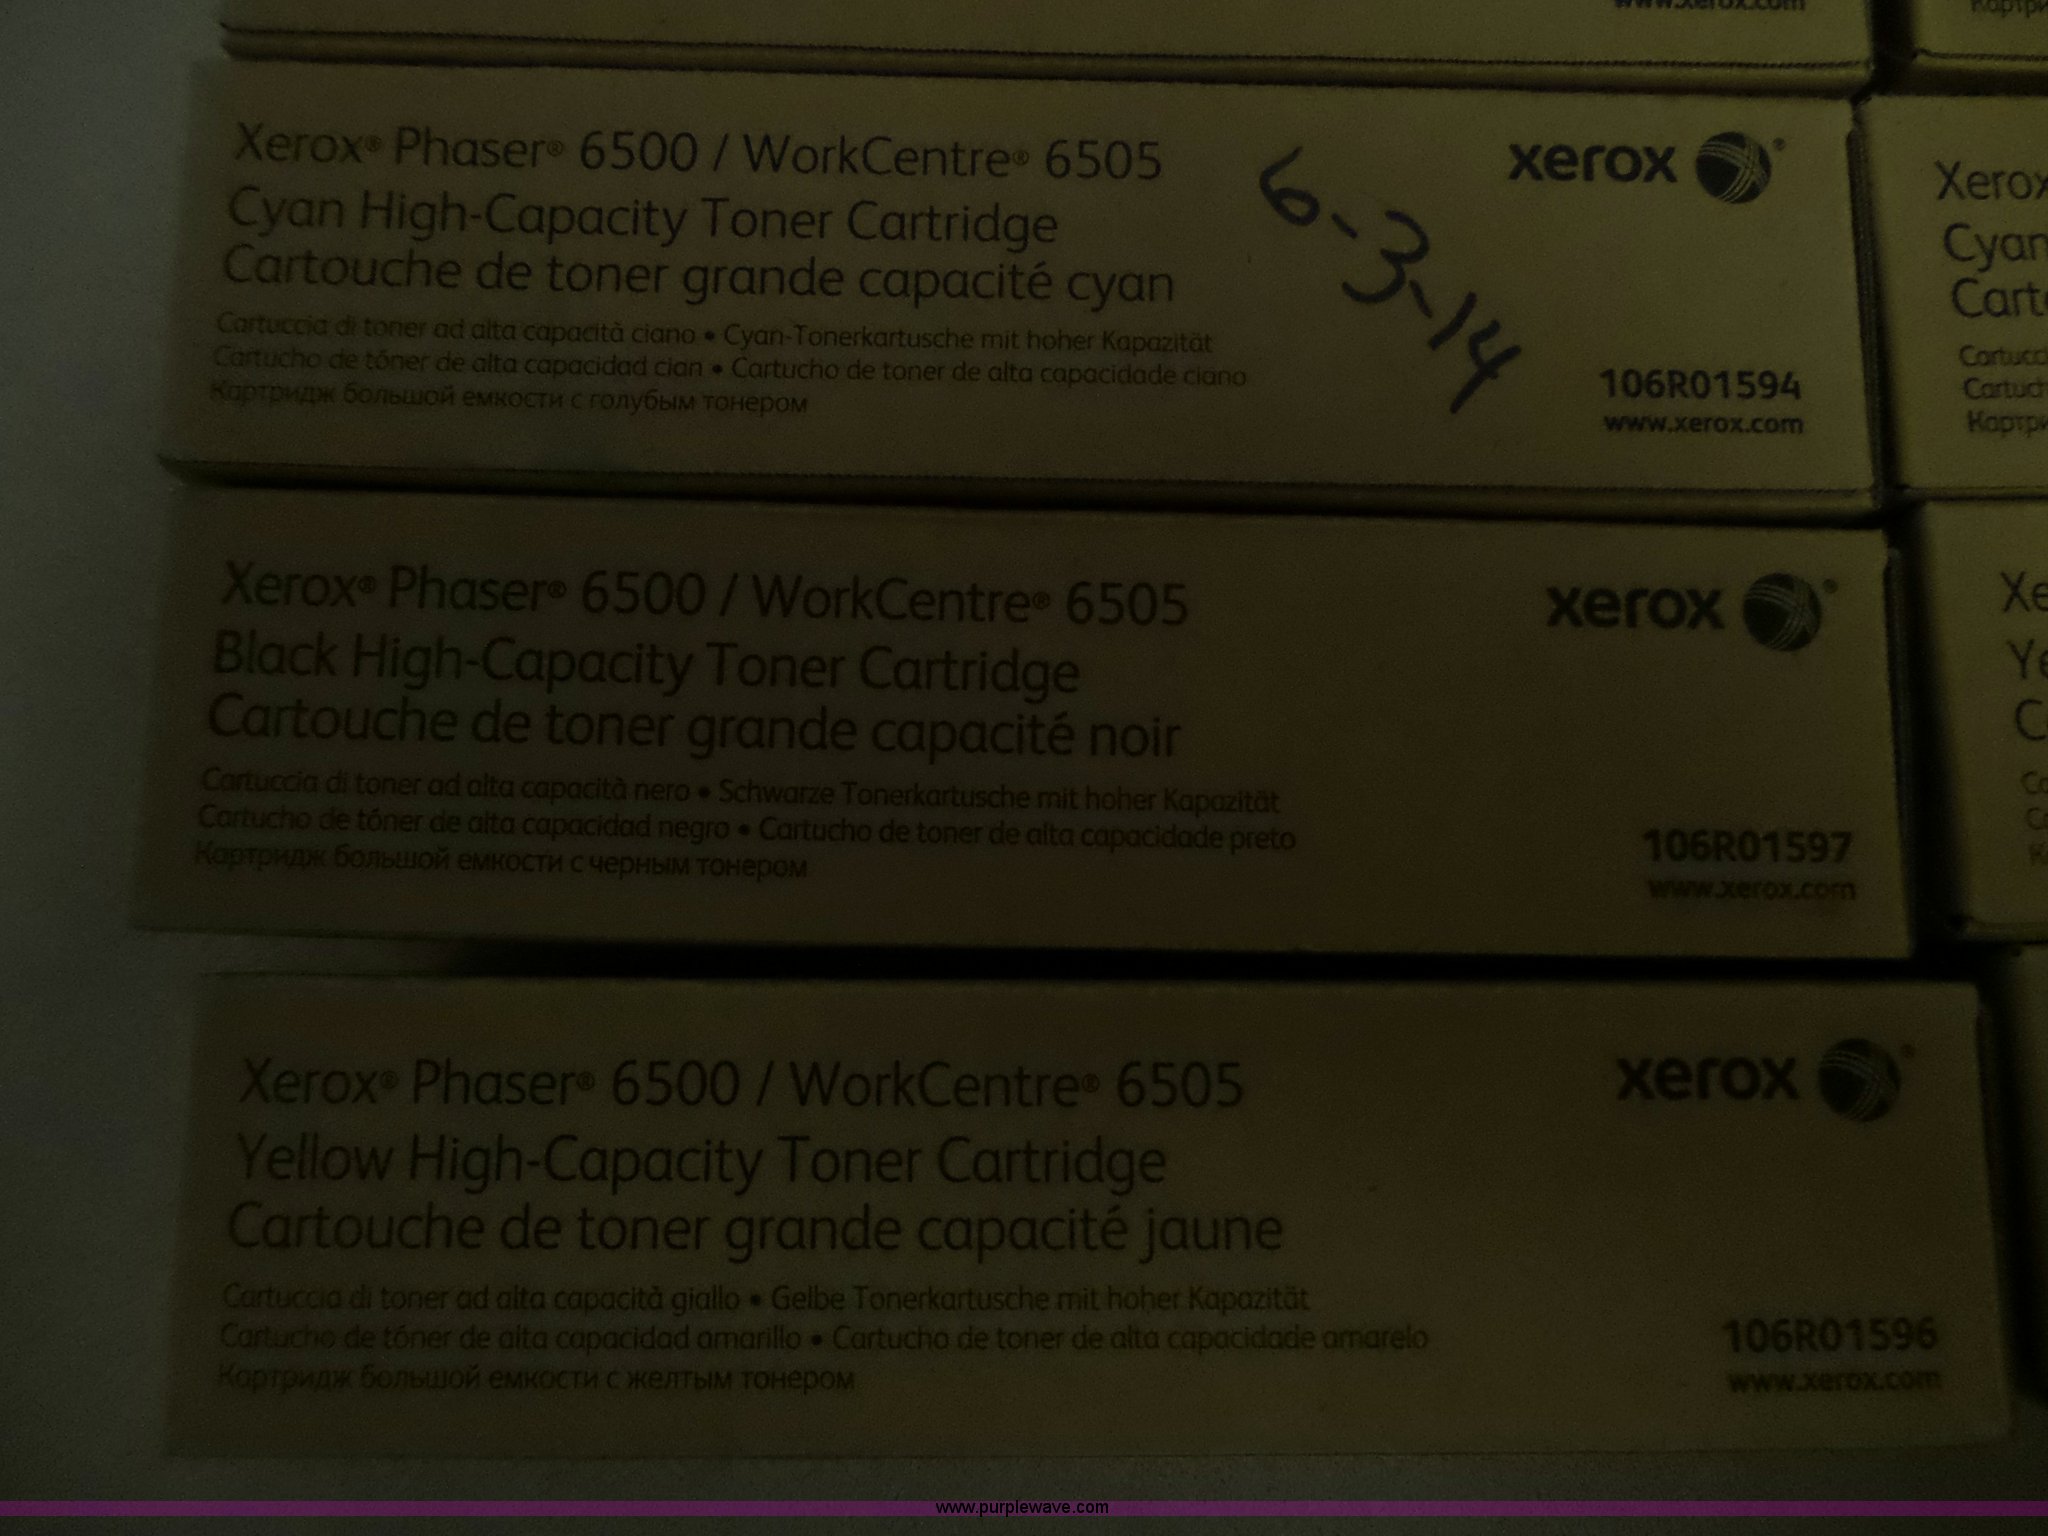 www.xerox.com
Xerox® Phaser® 6500 / WorkCentre® 6505
Cyan High-Capacity Toner Cartridge
Cartouche de toner grande capacité cyan
Cartuccia di toner ad alta capacità ciano • Cyan-Tonerkartusche mit hoher Kapazität
Cartucho de tóner de alta capacidad cian • Cartucho de toner de alta capacidade ciano
Картридж большой емкости с голубым тонером
6-3-14
xerox ®
106R01594
www.xerox.com
Xerox
Cyan
Xerox® Phaser® 6500 / WorkCentre® 6505
Black High-Capacity Toner Cartridge
Cartouche de toner grande capacité noir
Cartuccia di toner ad alta capacità nero • Schwarze Tonerkartusche mit hoher Kapazität
Cartucho de tóner de alta capacidad negro • Cartucho de toner de alta capacidade preto
Картридж большой емкости с черным тонером
xerox ®
106R01597
www.xerox.com
Xerox® Phaser® 6500 / WorkCentre® 6505
Yellow High-Capacity Toner Cartridge
Cartouche de toner grande capacité jaune
Cartuccia di toner ad alta capacità giallo • Gelbe Tonerkartusche mit hoher Kapazität
Cartucho de tóner de alta capacidad amarillo • Cartucho de toner de alta capacidade amarelo
Картридж большой емкости с желтым тонером
xerox ®
106R01596
www.xerox.com
www.purplewave.com